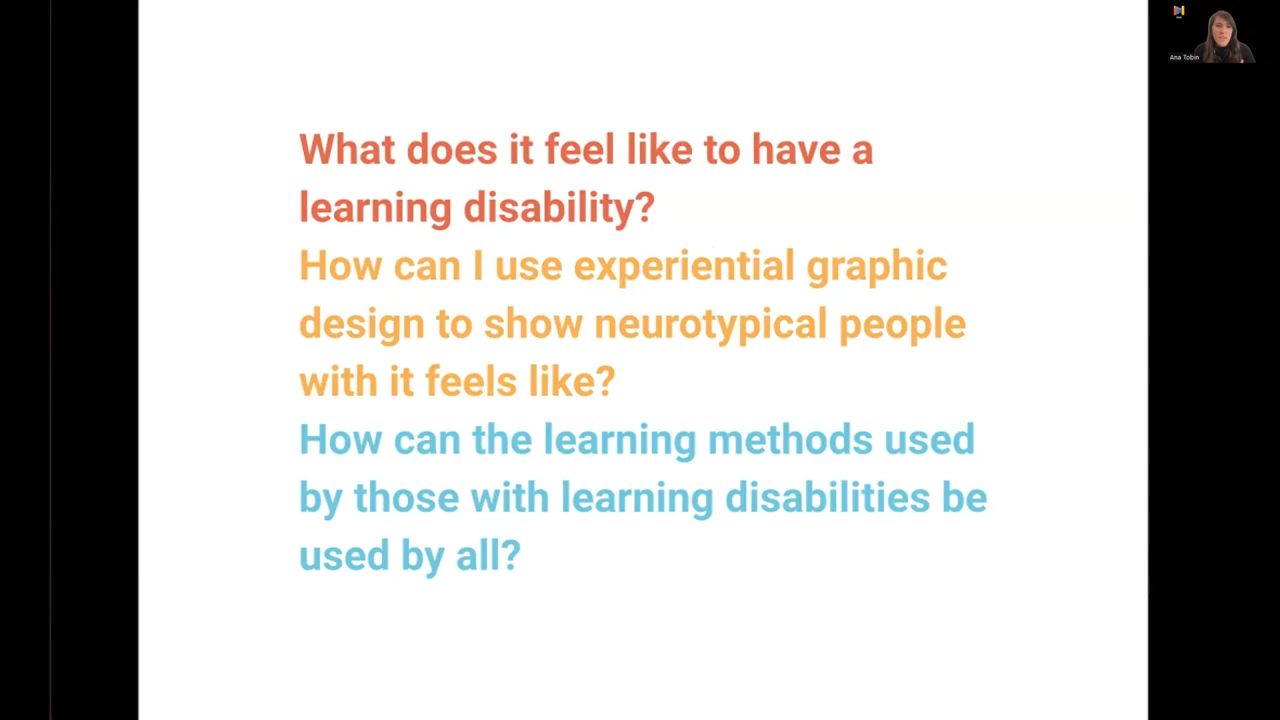 What does it feel like to have a
learning disability?
How can I use experiential graphic
design to show neurotypical people
with it feels like?
How can the learning methods used
by those with learning disabilities be
used by all?
Ana Tobin